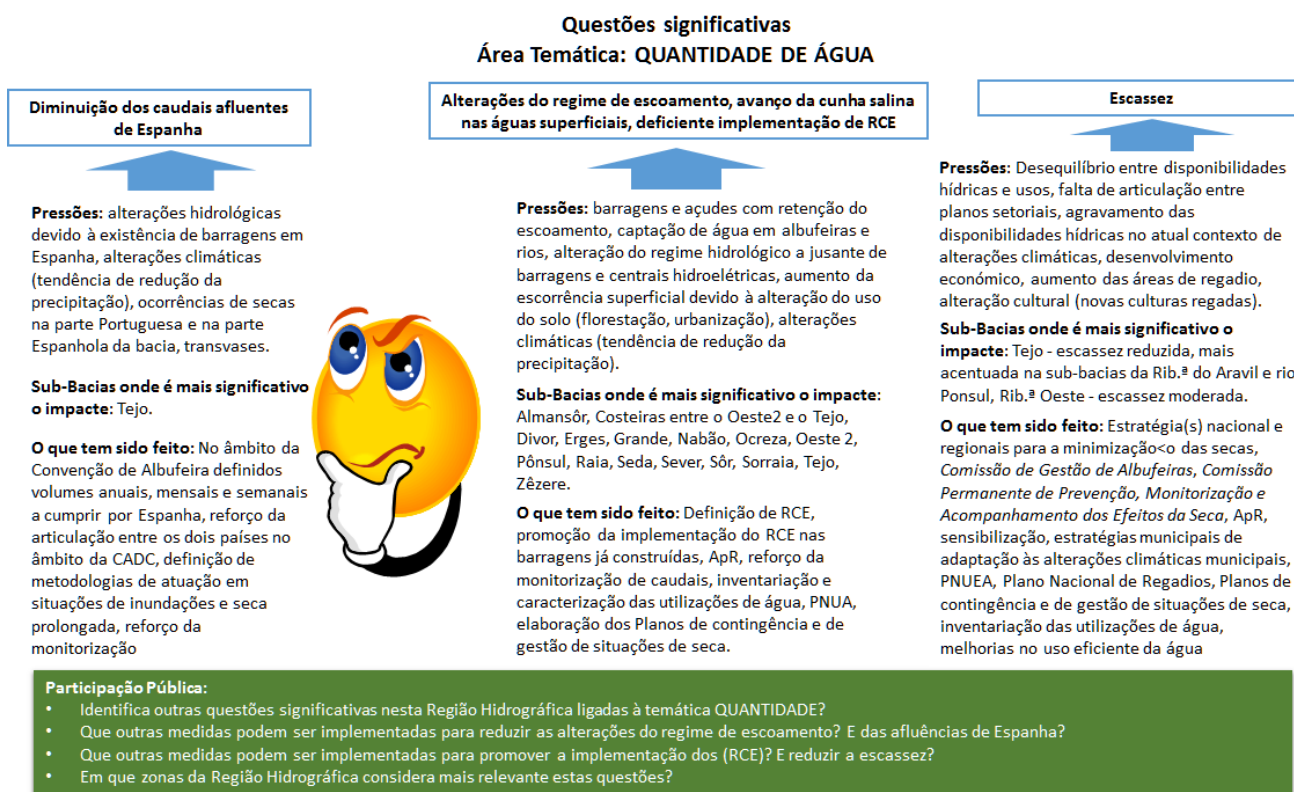 Questões significativas
Área Temática: QUANTIDADE DE ÁGUA
Diminuição dos caudais afluentes
de Espanha
Pressões: alterações hidrológicas
devido à existência de barragens em
Espanha, alterações climáticas
(tendência de redução da
precipitação), ocorrências de secas
na parte Portuguesa e na parte
Espanhola da bacia, transvases.
Sub-Bacias onde é mais significativo
o impacte: Tejo.
O que tem sido feito: No âmbito da
Convenção de Albufeira definidos
volumes anuais, mensais e semanais
a cumprir por Espanha, reforço da
articulação entre os dois países no
âmbito da CADC, definição de
metodologias de atuação em
situações de inundações e seca
prolongada, reforço da
monitorização
Alterações do regime de escoamento, avanço da cunha salina
nas águas superficiais, deficiente implementação de RCE
Pressões: barragens e açudes com retenção do
escoamento, captação de água em albufeiras e
rios, alteração do regime hidrológico a jusante de
barragens e centrais hidroelétricas, aumento da
escorrência superficial devido à alteração do uso
do solo (florestação, urbanização), alterações
climáticas (tendência de redução da
precipitação).
Sub-Bacias onde é mais significativo o impacte:
Almansôr, Costeiras entre o Oeste2 e o Tejo,
Divor, Erges, Grande, Nabão, Ocreza, Oeste 2,
Pônsul, Raia, Seda, Sever, Sôr, Sorraia, Tejo,
Zêzere.
O que tem sido feito: Definição de RCE,
promoção da implementação do RCE nas
barragens já construídas, ApR, reforço da
monitorização de caudais, inventariação e
caracterização das utilizações de água, PNUA,
elaboração dos Planos de contingência e de
gestão de situações de seca.
Escassez
Pressões: Desequilíbrio entre disponibilidades
hídricas e usos, falta de articulação entre
planos setoriais, agravamento das
disponibilidades hídricas no atual contexto de
alterações climáticas, desenvolvimento
económico, aumento das áreas de regadio,
alteração cultural (novas culturas regadas).
Sub-Bacias onde é mais significativo o
impacte: Tejo - escassez reduzida, mais
acentuada na sub-bacias da Rib.ª do Aravil e rio
Ponsul, Rib.ª Oeste - escassez moderada.
O que tem sido feito: Estratégia(s) nacional e
regionais para a minimização<o das secas,
Comissão de Gestão de Albufeiras, Comissão
Permanente de Prevenção, Monitorização e
Acompanhamento dos Efeitos da Seca, ApR,
sensibilização, estratégias municipais de
adaptação às alterações climáticas municipais,
PNUEA, Plano Nacional de Regadios, Planos de
contingência e de gestão de situações de seca,
inventariação das utilizações de água,
melhorias no uso eficiente da água
Participação Pública:
• Identifica outras questões significativas nesta Região Hidrográfica ligadas à temática QUANTIDADE?
• Que outras medidas podem ser implementadas para reduzir as alterações do regime de escoamento? E das afluências de Espanha?
• Que outras medidas podem ser implementadas para promover a implementação dos (RCE)? E reduzir a escassez?
• Em que zonas da Região Hidrográfica considera mais relevante estas questões?